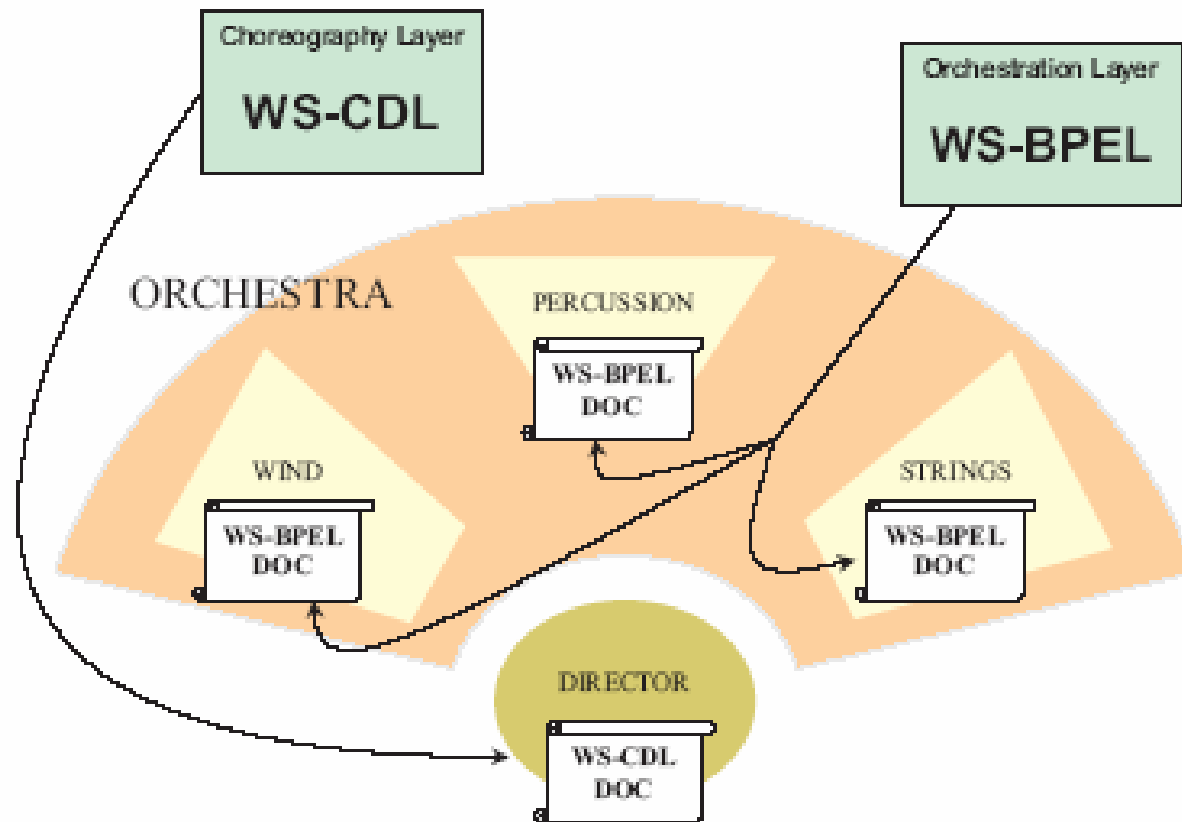 Choreography Layer
WS-CDL
Orchestration Layer
WS-BPEL
ORCHESTRA
PERCUSSION
WS-BPEL
DOC
WIND
WS-BPEL
DOC
STRINGS
WS-BPEL
DOC
DIRECTOR
WS-CDL
DOC